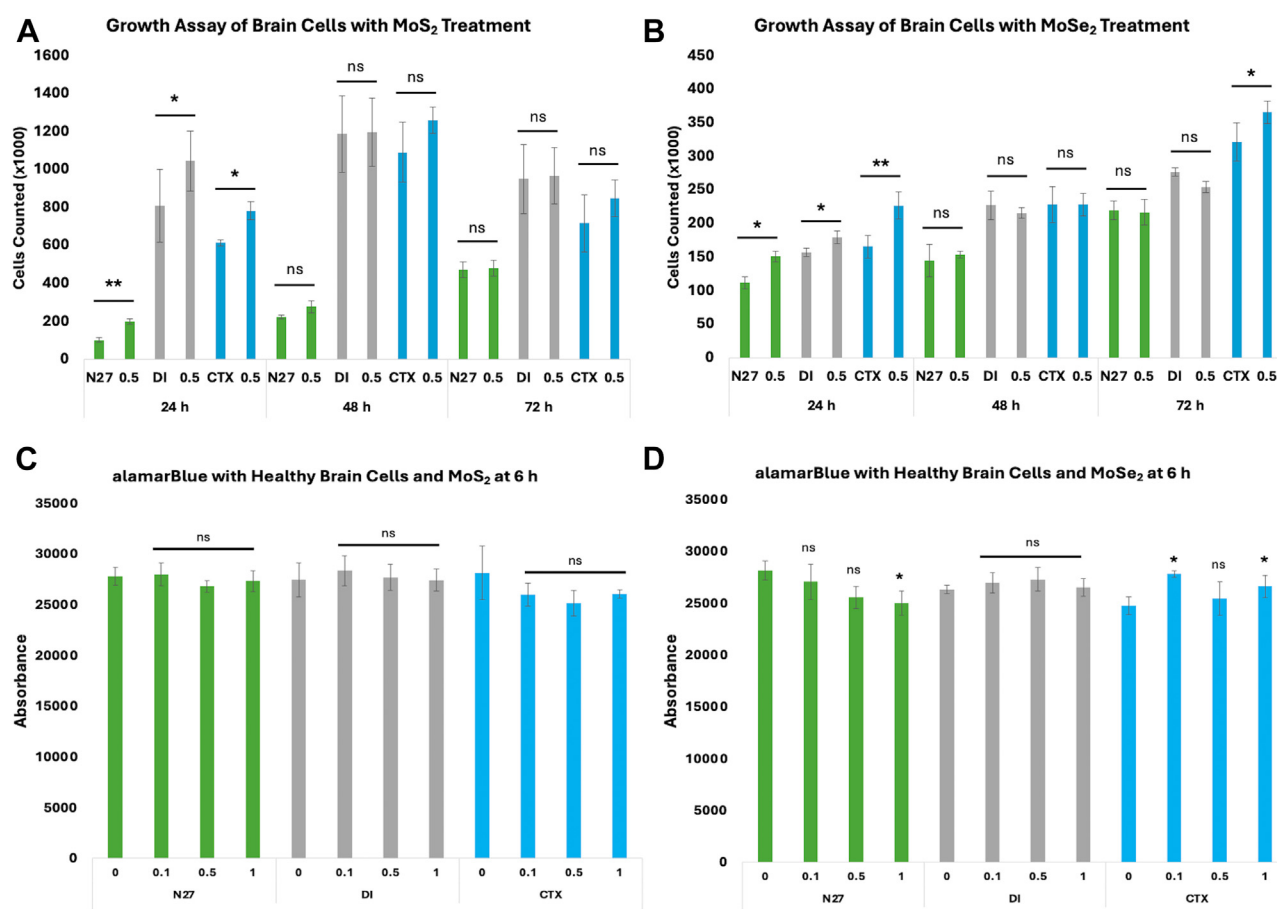 A
Growth Assay of Brain Cells with MoS₂ Treatment
Cells Counted (x1000)
1600
1400
1200
1000
800
600
400
200
0
** * * ns ns ns ns ns ns
N27 0.5 DI 0.5 CTX 0.5 N27 0.5 DI 0.5 CTX 0.5 N27 0.5 DI 0.5 CTX 0.5
24 h 48 h 72 h
B
Growth Assay of Brain Cells with MoSe₂ Treatment
Cells Counted (x1000)
450
400
350
300
250
200
150
100
50
0
* * ** ns ns ns ns ns *
N27 0.5 DI 0.5 CTX 0.5 N27 0.5 DI 0.5 CTX 0.5 N27 0.5 DI 0.5 CTX 0.5
24 h 48 h 72 h
C
alamarBlue with Healthy Brain Cells and MoS₂ at 6 h
Absorbance
35000
30000
25000
20000
15000
10000
5000
0
ns ns ns
0 0.1 0.5 1 0 0.1 0.5 1 0 0.1 0.5 1
N27 DI CTX
D
alamarBlue with Healthy Brain Cells and MoSe₂ at 6 h
Absorbance
35000
30000
25000
20000
15000
10000
5000
0
ns ns * ns * ns *
0 0.1 0.5 1 0 0.1 0.5 1 0 0.1 0.5 1
N27 DI CTX